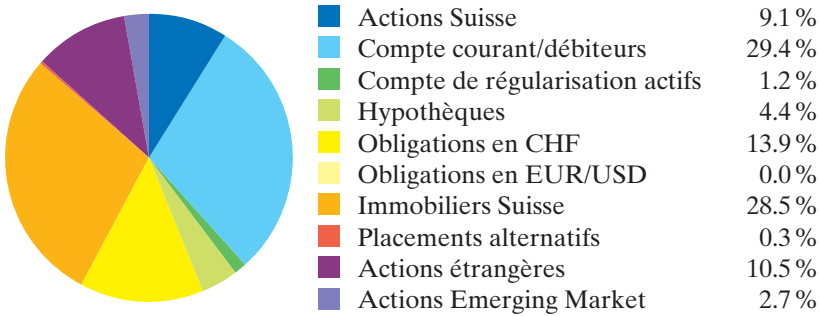 Actions Suisse 9.1 %
Compte courant/débiteurs 29.4 %
Compte de régularisation actifs 1.2 %
Hypothèques 4.4 %
Obligations en CHF 13.9 %
Obligations en EUR/USD 0.0 %
Immobiliers Suisse 28.5 %
Placements alternatifs 0.3 %
Actions étrangères 10.5 %
Actions Emerging Market 2.7 %